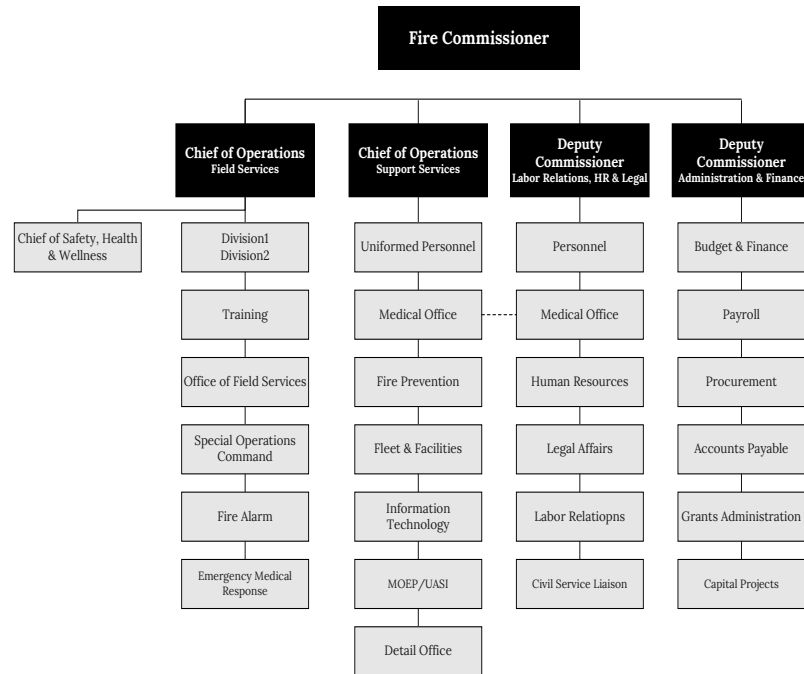 Fire Commissioner
Chief of Operations
Field Services
Chief of Operations
Support Services
Deputy
Commissioner
Labor Relations, HR & Legal
Deputy
Commissioner
Administration & Finance
Chief of Safety, Health
& Wellness
Division1
Division2
Uniformed Personnel
Personnel
Budget & Finance
Training
Medical Office
Medical Office
Payroll
Office of Field Services
Fire Prevention
Human Resources
Procurement
Special Operations
Command
Fleet & Facilities
Legal Affairs
Accounts Payable
Fire Alarm
Information
Technology
Labor Relatiopns
Grants Administration
Emergency Medical
Response
MOEP/UASI
Civil Service Liaison
Capital Projects
Detail Office